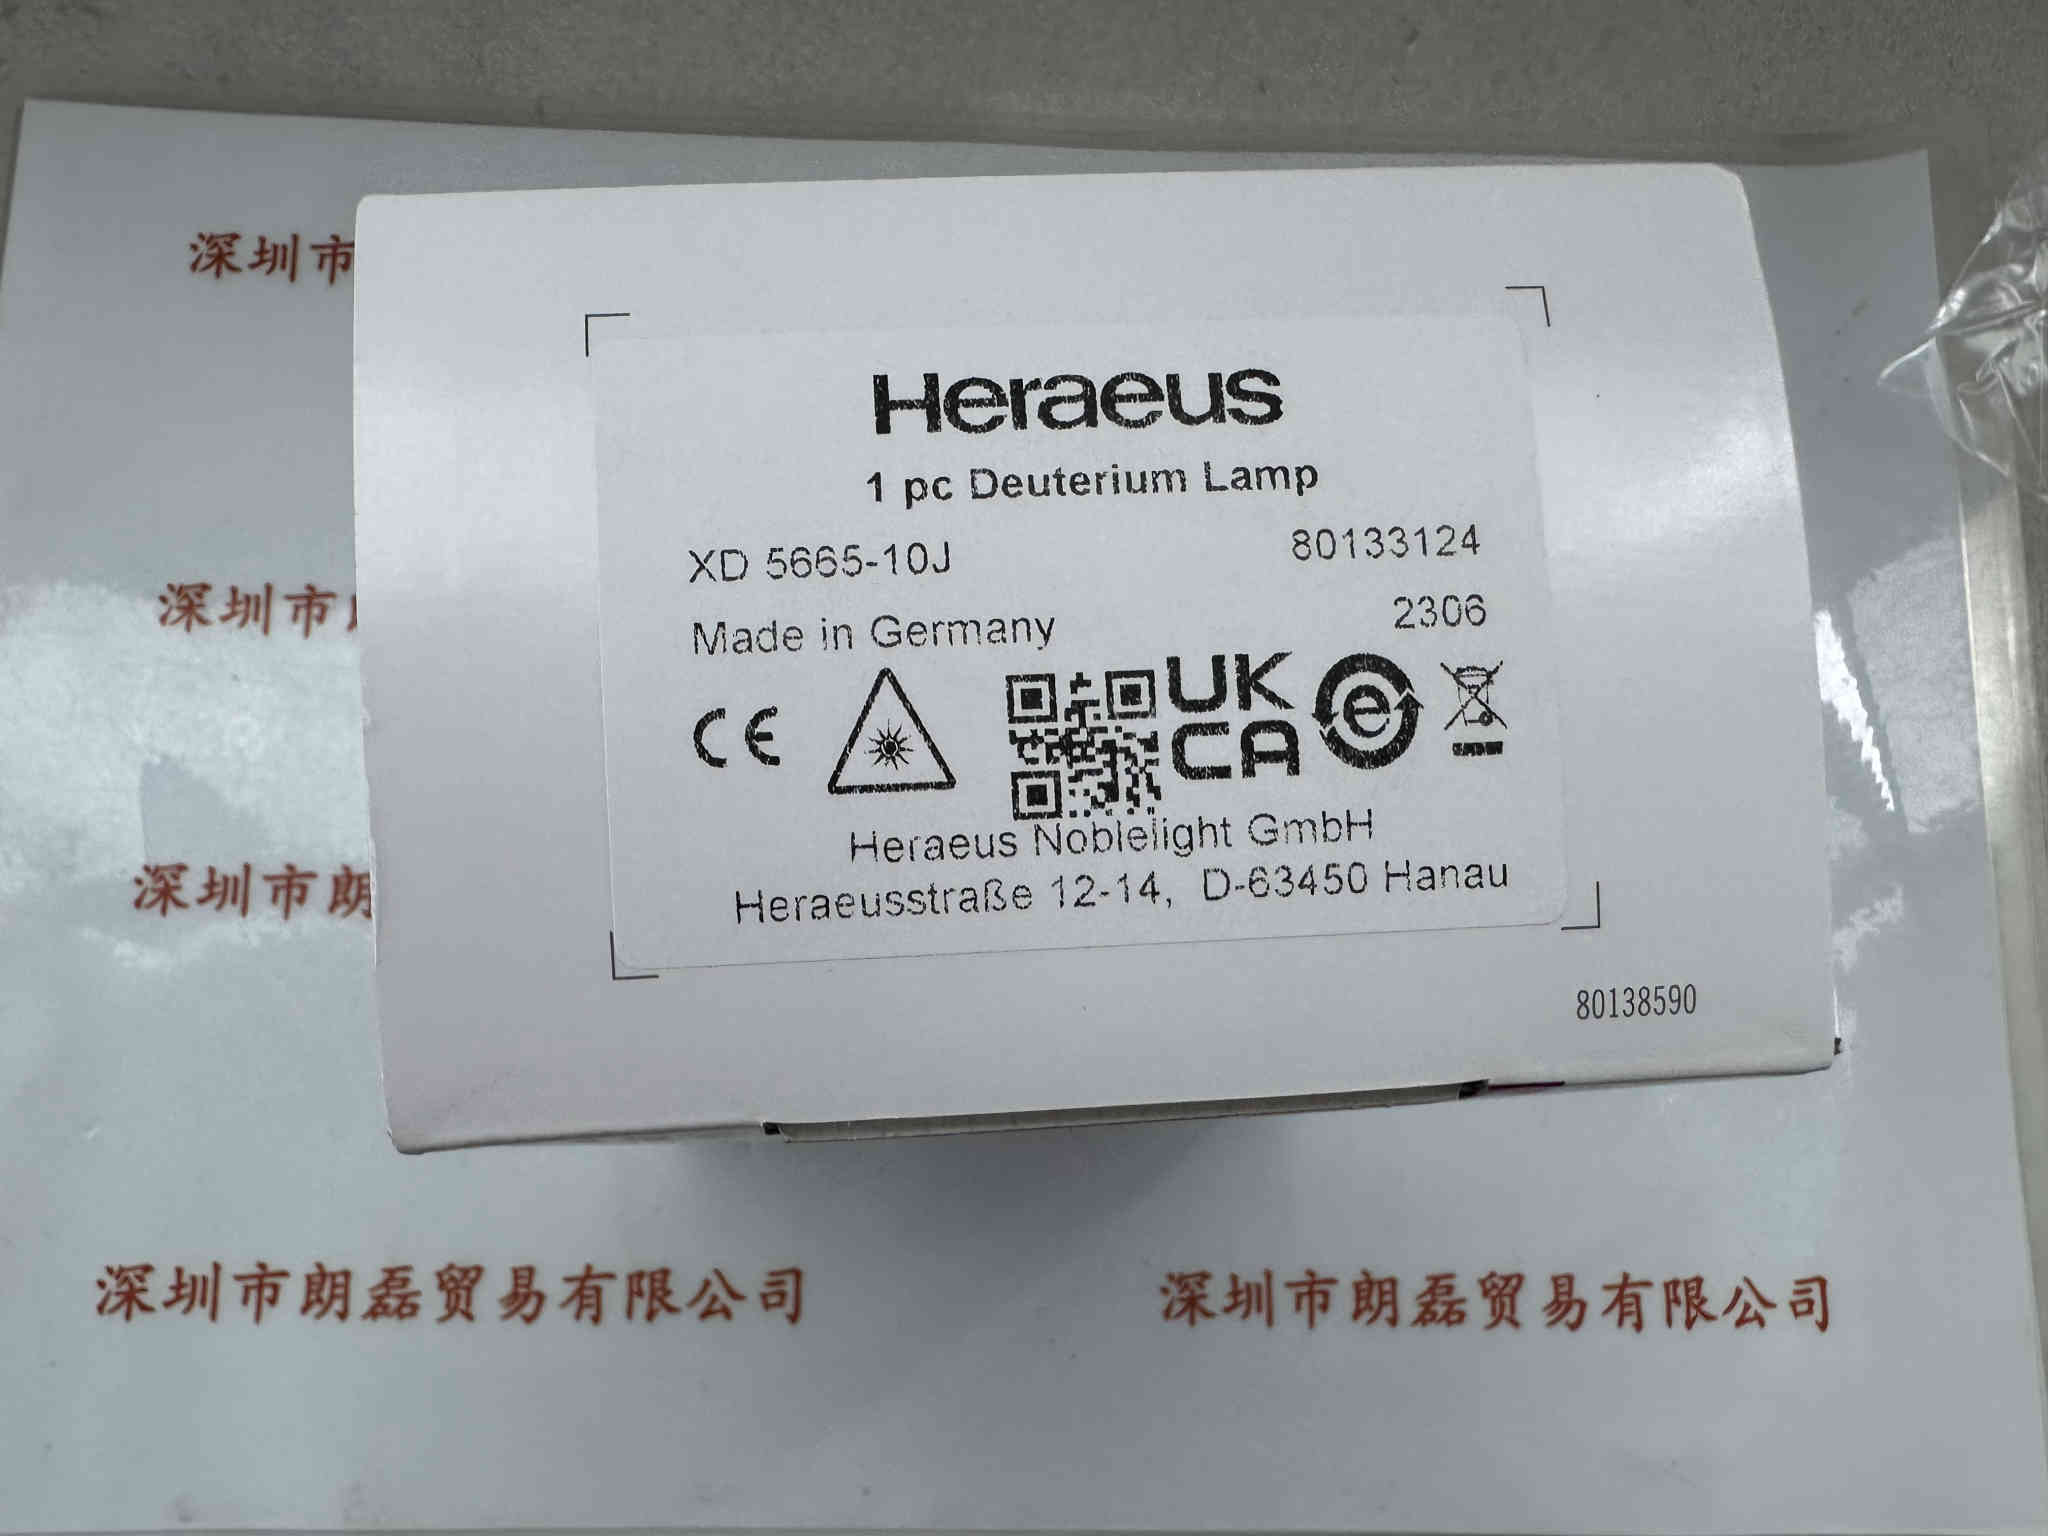 深圳市
Heraeus
1 pc Deuterium Lamp
XD 5665-10J 80133124
Made in Germany 2306
深圳市
CE UK CA e
Heraeus Noblelight GmbH
Heraeusstraße 12-14, D-63450 Hanau
深圳市朗
80138590
深圳市朗磊贸易有限公司 深圳市朗磊贸易有限公司